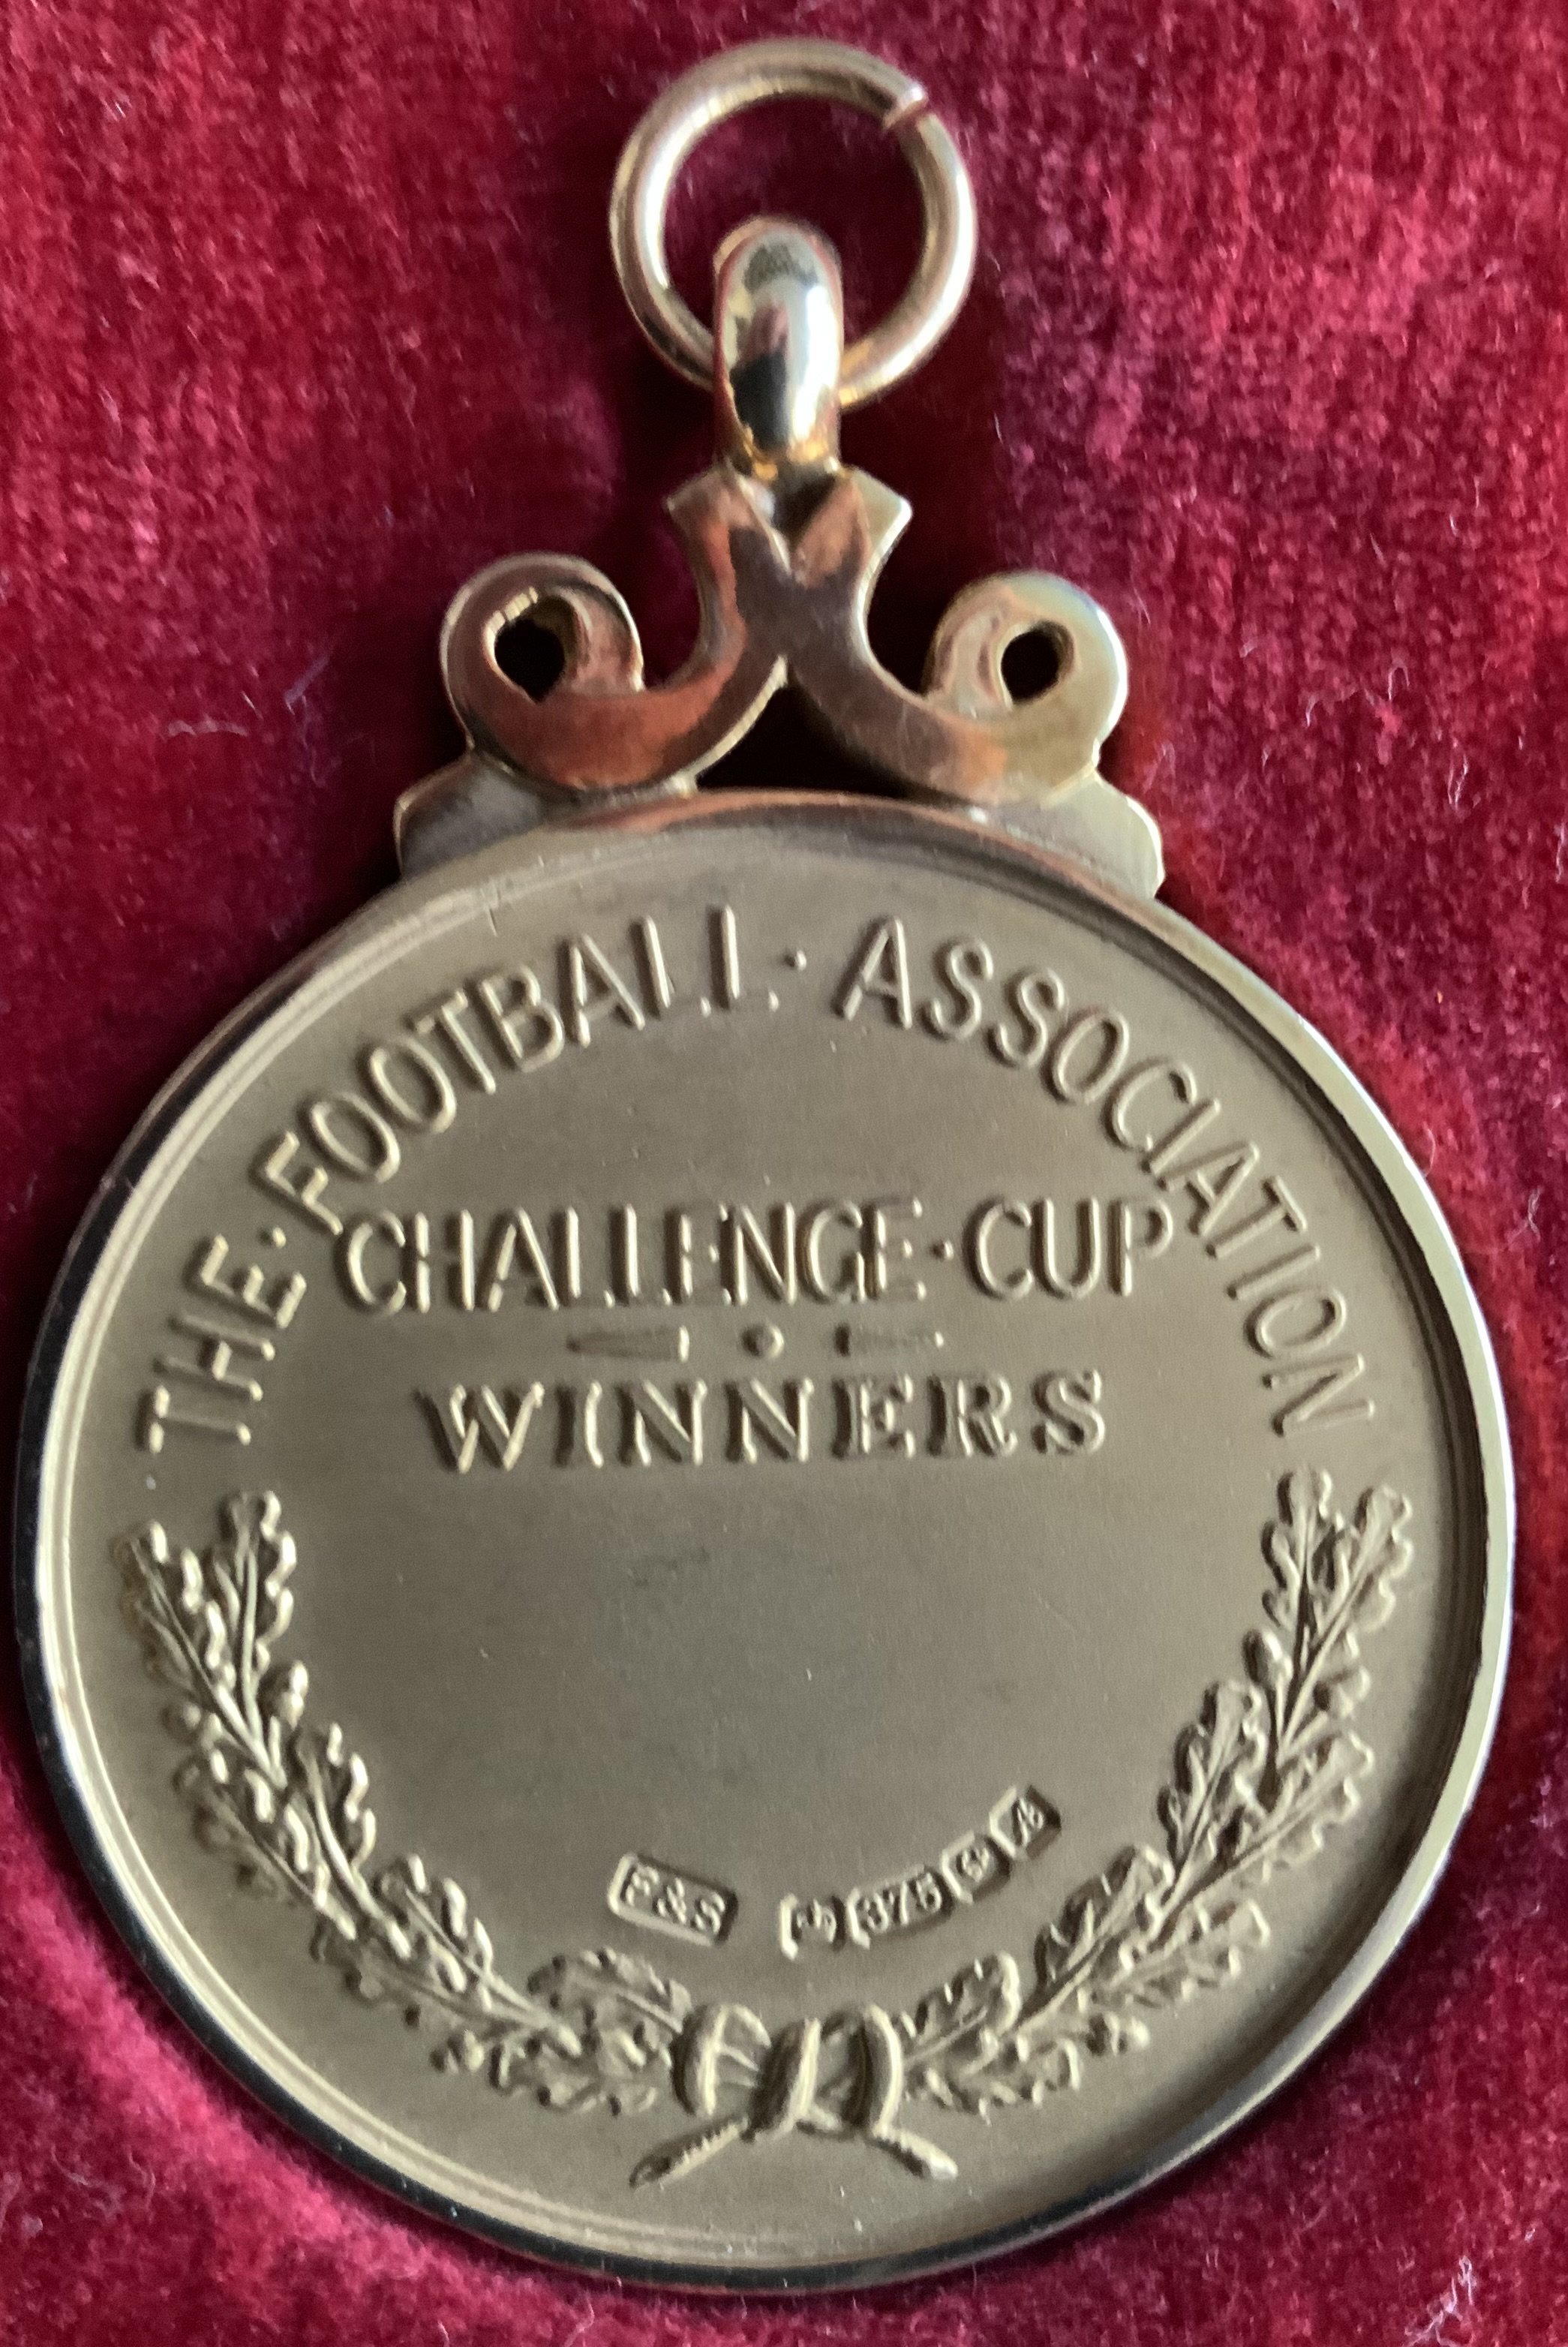 THE · FOOTBALL · ASSOCIATION
CHALLENGE · CUP
WINNERS
375